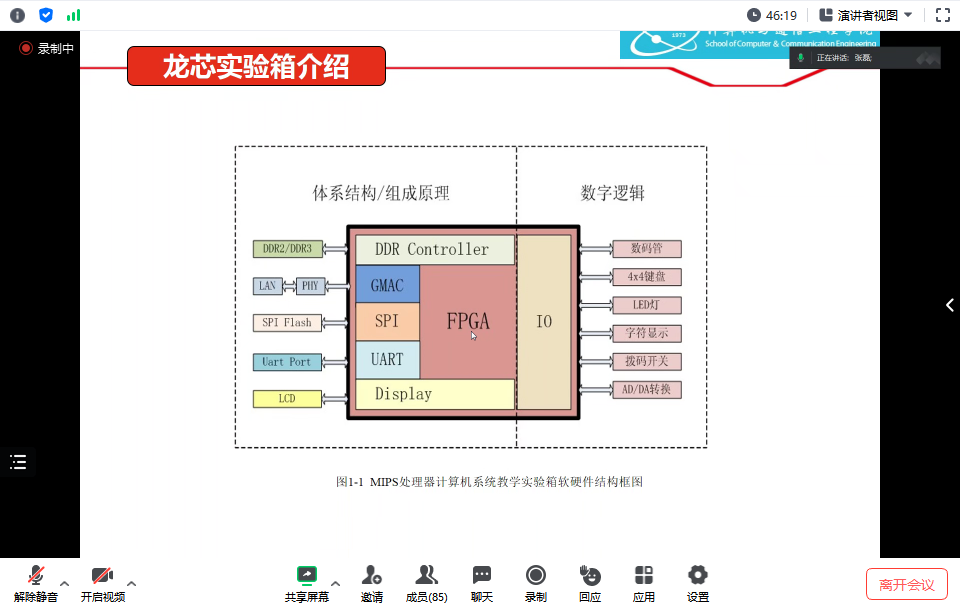 46:19
演讲者视图
录制中
龙芯实验箱介绍
1973
School of Computer & Communication Engineering
正在讲话: 张磊;
体系结构/组成原理
数字逻辑
DDR2/DDR3
DDR Controller
数码管
LAN
PHY
GMAC
4x4键盘
LED灯
SPI Flash
SPI
FPGA
IO
字符显示
Uart Port
UART
拨码开关
LCD
Display
AD/DA转换
图1-1 MIPS处理器计算机系统教学实验箱软硬件结构框图
解除静音
开启视频
共享屏幕
邀请
成员(85)
聊天
录制
回应
应用
设置
离开会议